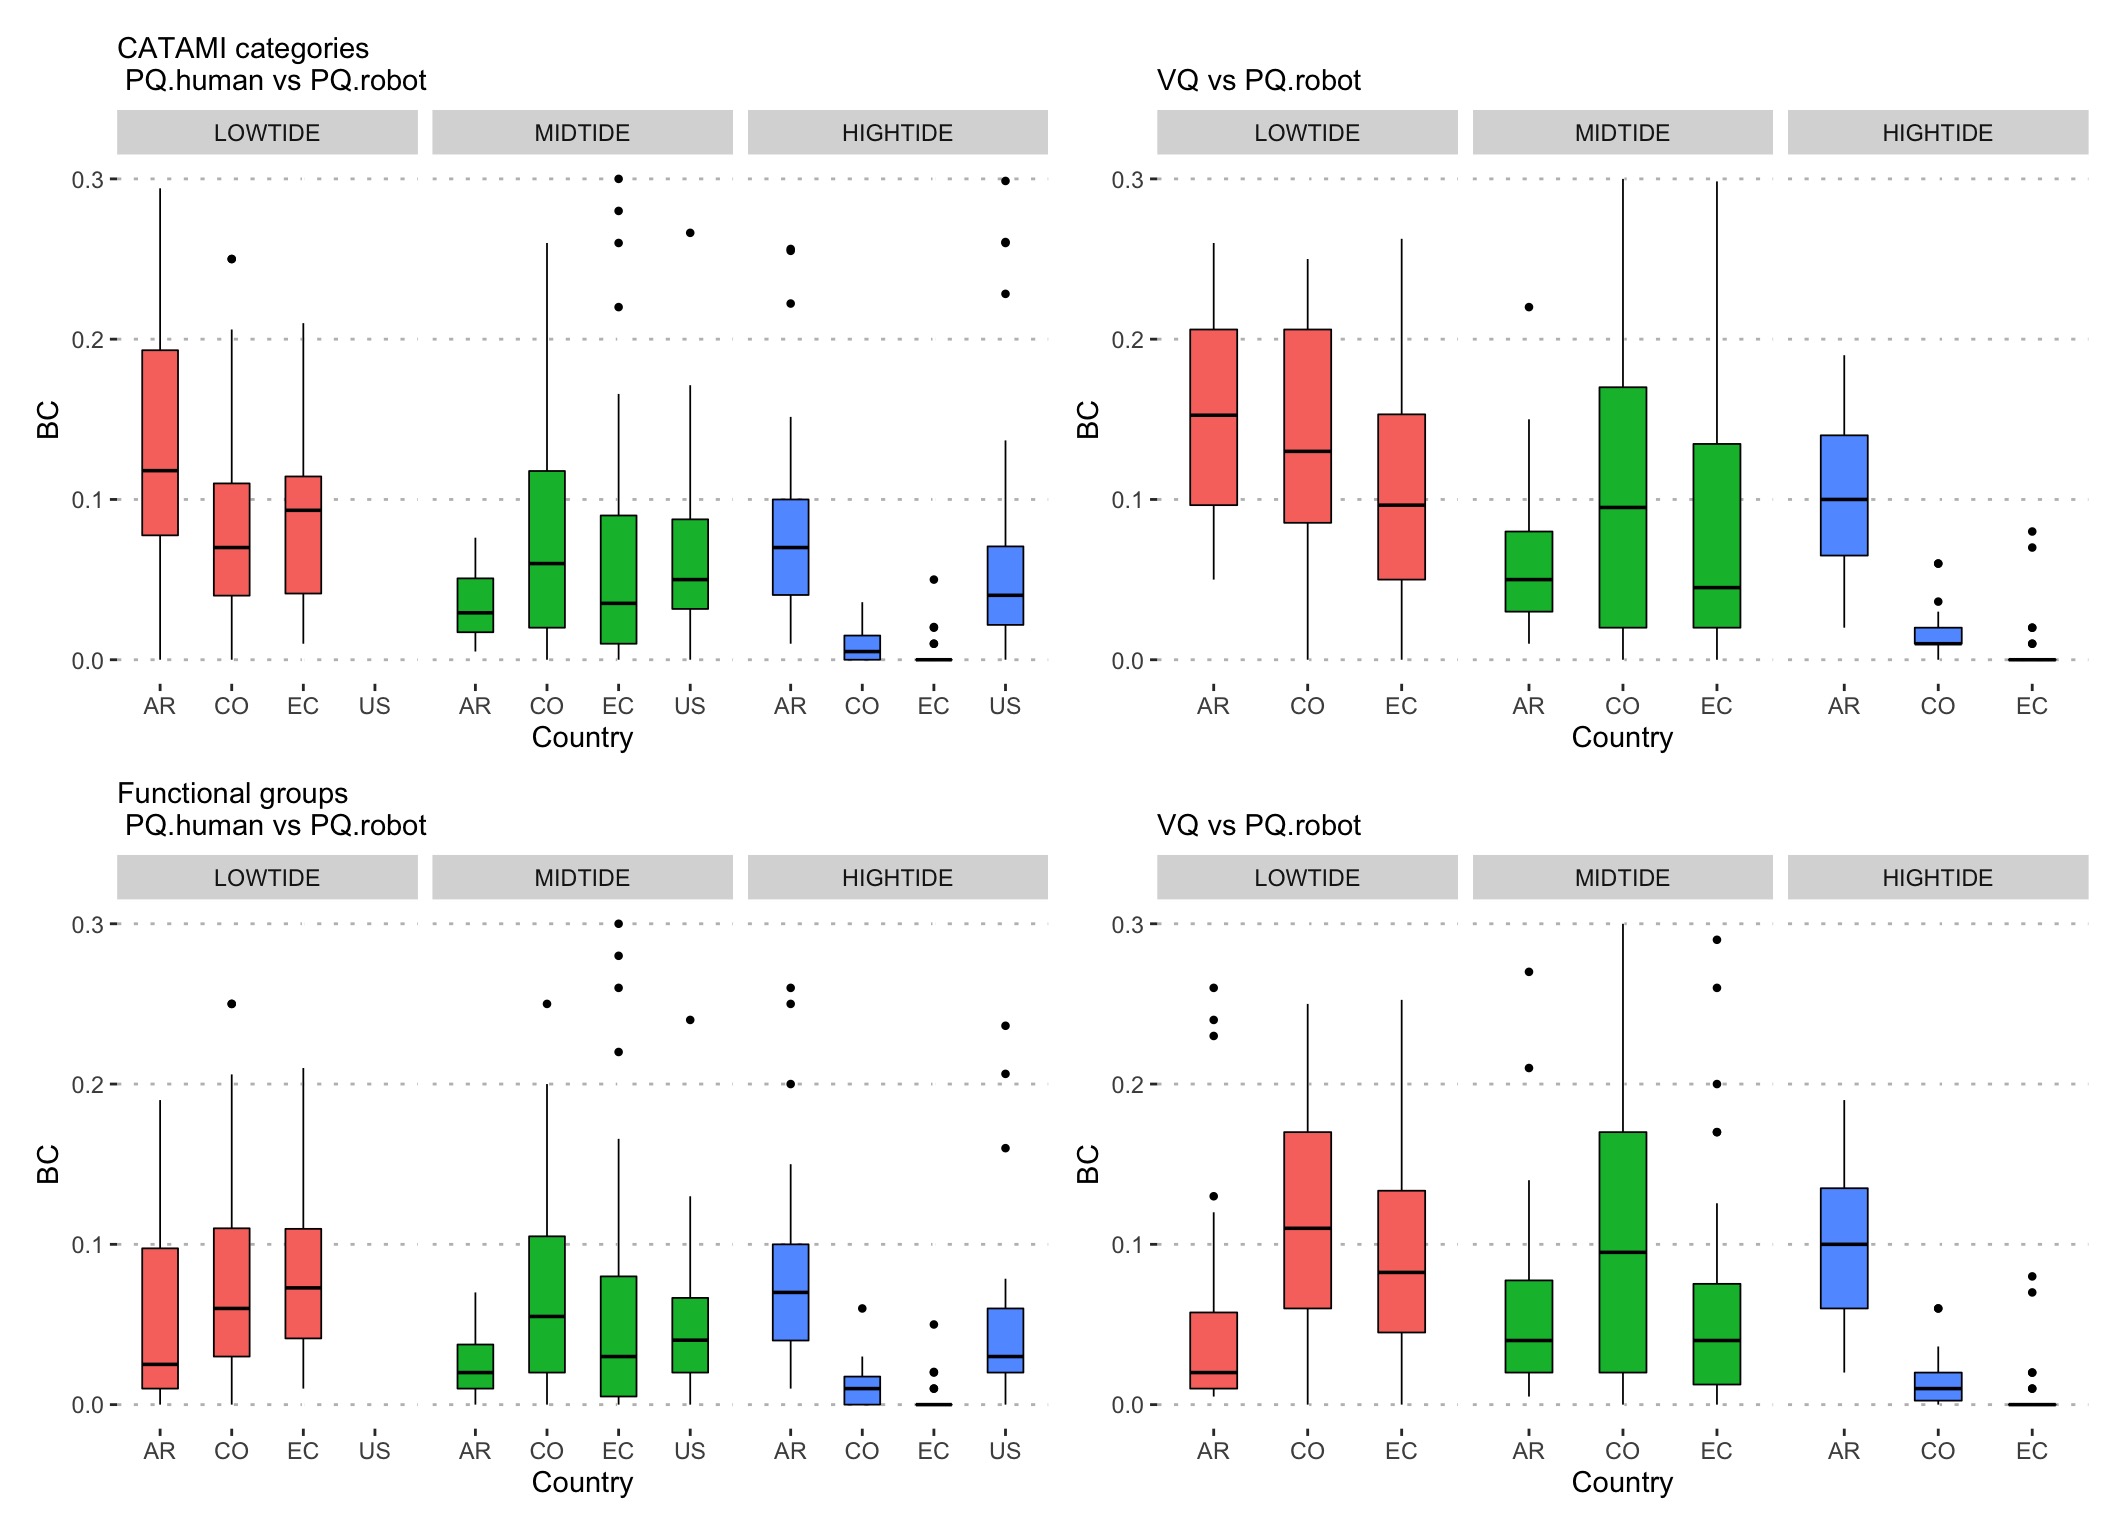 CATAMI categories
PQ.human vs PQ.robot
LOWTIDE MIDTIDE HIGHTIDE
0.3
0.2
0.1
0.0
BC
AR CO EC US AR CO EC US AR CO EC US
Country
VQ vs PQ.robot
LOWTIDE MIDTIDE HIGHTIDE
0.3
0.2
0.1
0.0
BC
AR CO EC AR CO EC AR CO EC
Country
Functional groups
PQ.human vs PQ.robot
LOWTIDE MIDTIDE HIGHTIDE
0.3
0.2
0.1
0.0
BC
AR CO EC US AR CO EC US AR CO EC US
Country
VQ vs PQ.robot
LOWTIDE MIDTIDE HIGHTIDE
0.3
0.2
0.1
0.0
BC
AR CO EC AR CO EC AR CO EC
Country